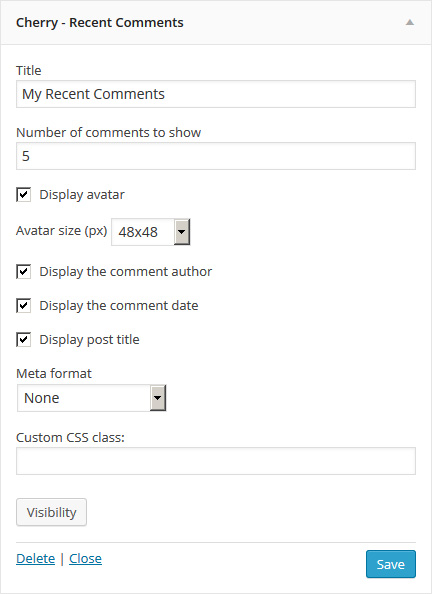 Cherry - Recent Comments
Title
My Recent Comments
Number of comments to show
5
Display avatar
Avatar size (px) 48x48
Display the comment author
Display the comment date
Display post title
Meta format
None
Custom CSS class:
Visibility
Delete | Close Save